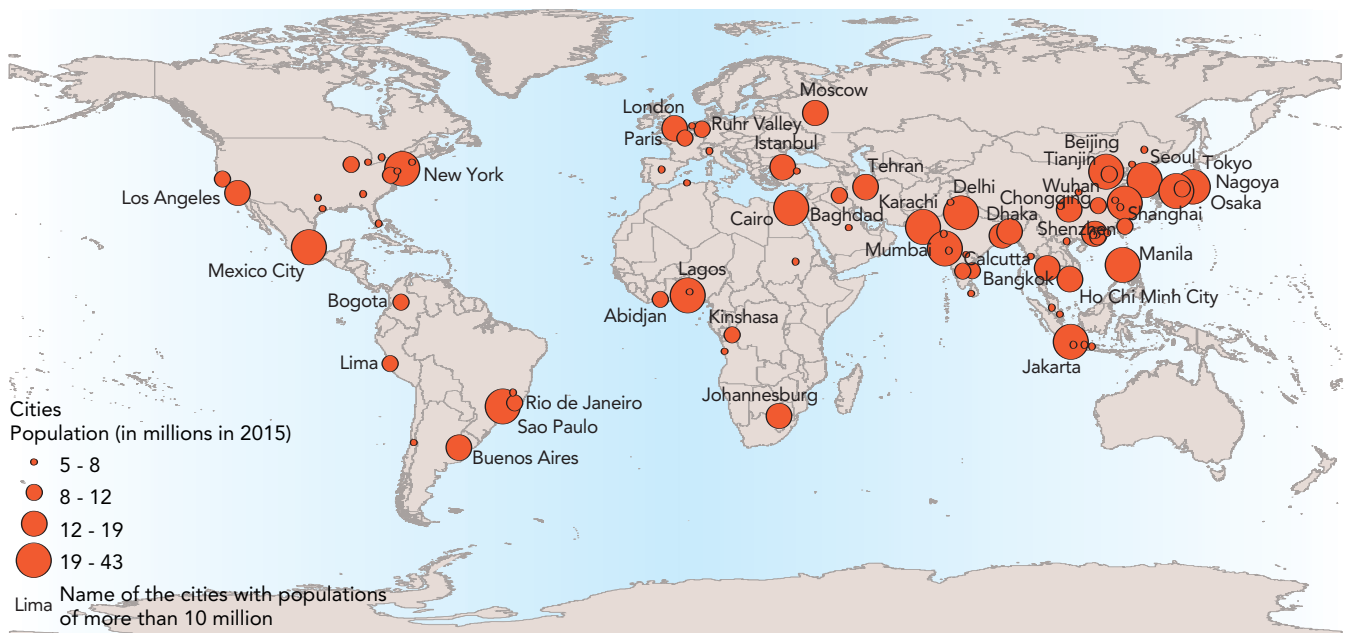 Moscow
London
Ruhr Valley
Paris
Istanbul
Beijing
Tianjin
Seoul
Tokyo
Nagoya
Osaka
New York
Los Angeles
Tehran
Delhi
Chongqing
Wuhan
Karachi
Cairo
Baghdad
Dhaka
Shanghai
Shenzhen
Mumbai
Calcutta
Manila
Mexico City
Lagos
Bangkok
Bogota
Ho Chi Minh City
Abidjan
Kinshasa
Lima
Jakarta
Johannesburg
Rio de Janeiro
Sao Paulo
Buenos Aires
Cities
Population (in millions in 2015)
5 - 8
8 - 12
12 - 19
19 - 43
Lima
Name of the cities with populations
of more than 10 million